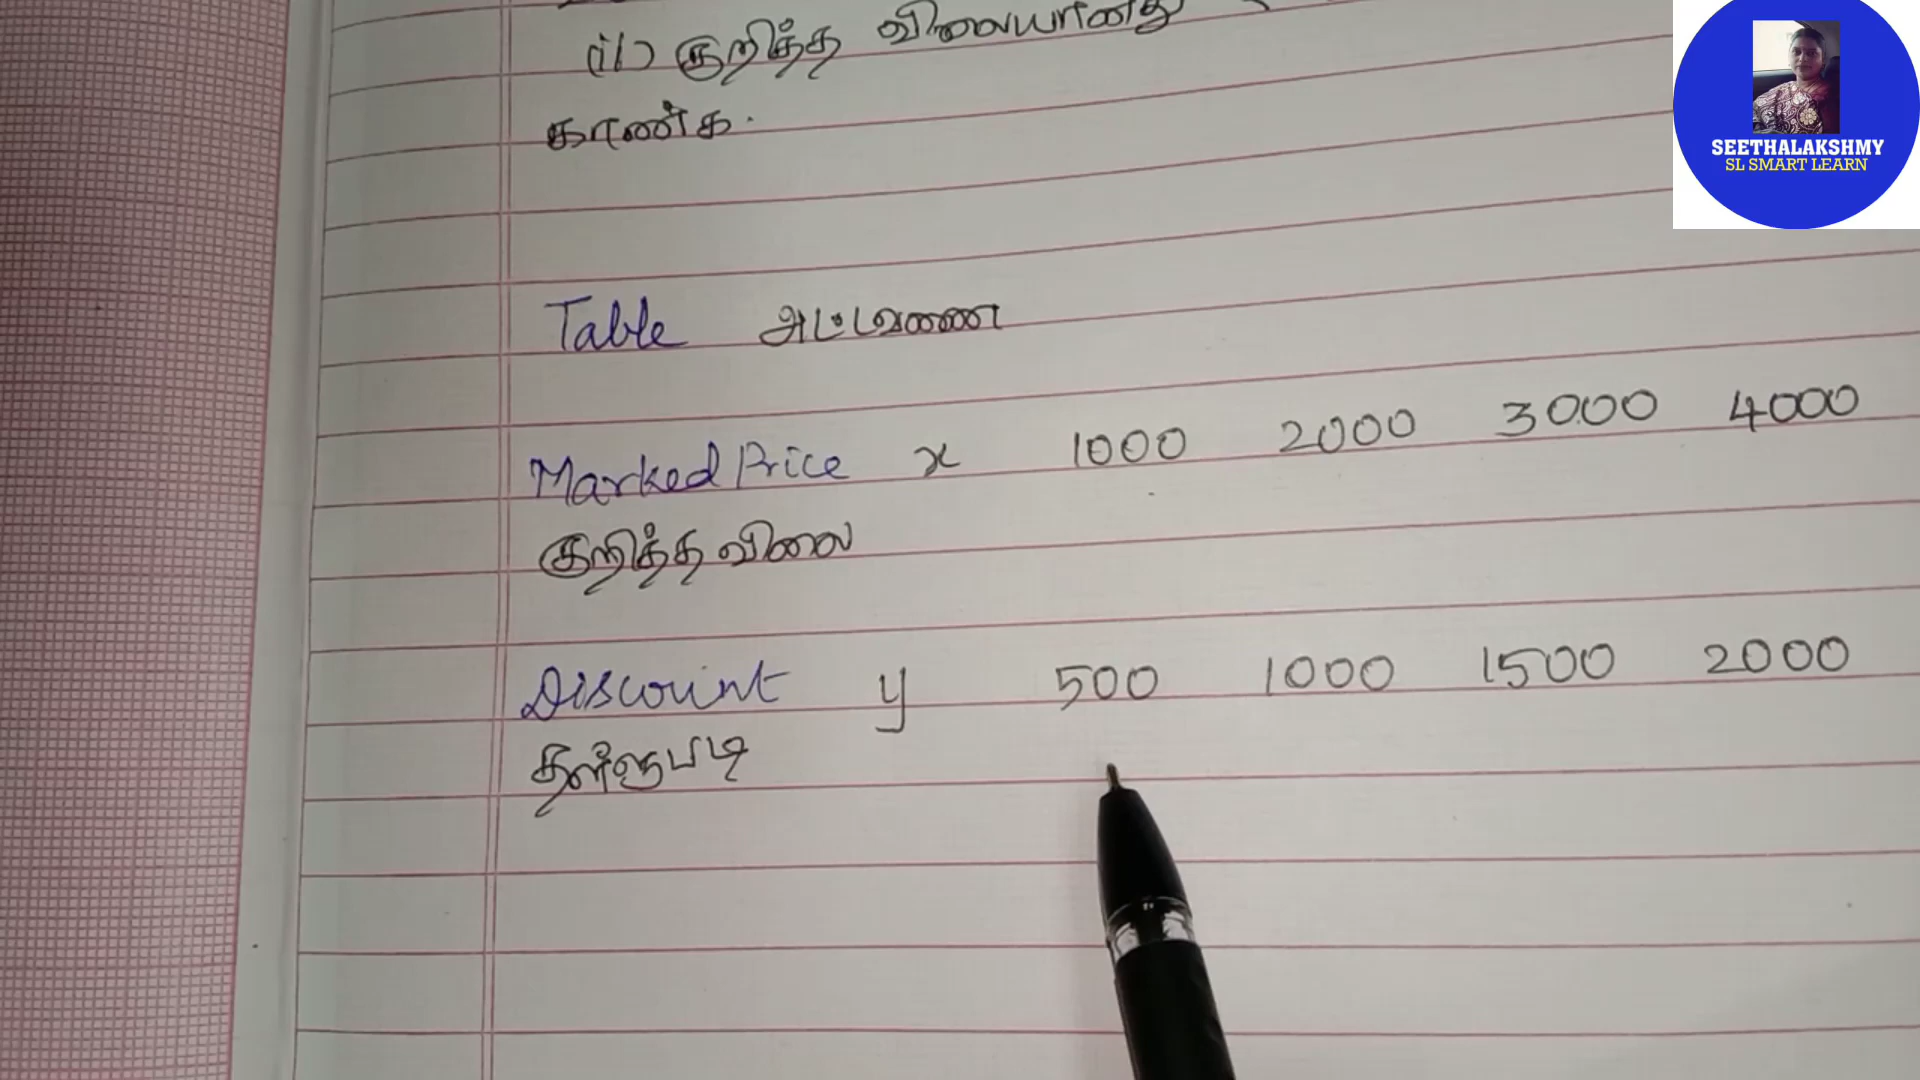 (ii) குறித்த விலையானது
காண்க.
Table அட்டவணை
Marked Price x 1000 2000 3000 4000
குறித்த விலை
Discount y 500 1000 1500 2000
தள்ளுபடி
SEETHALAKSHMY
SL SMART LEARN